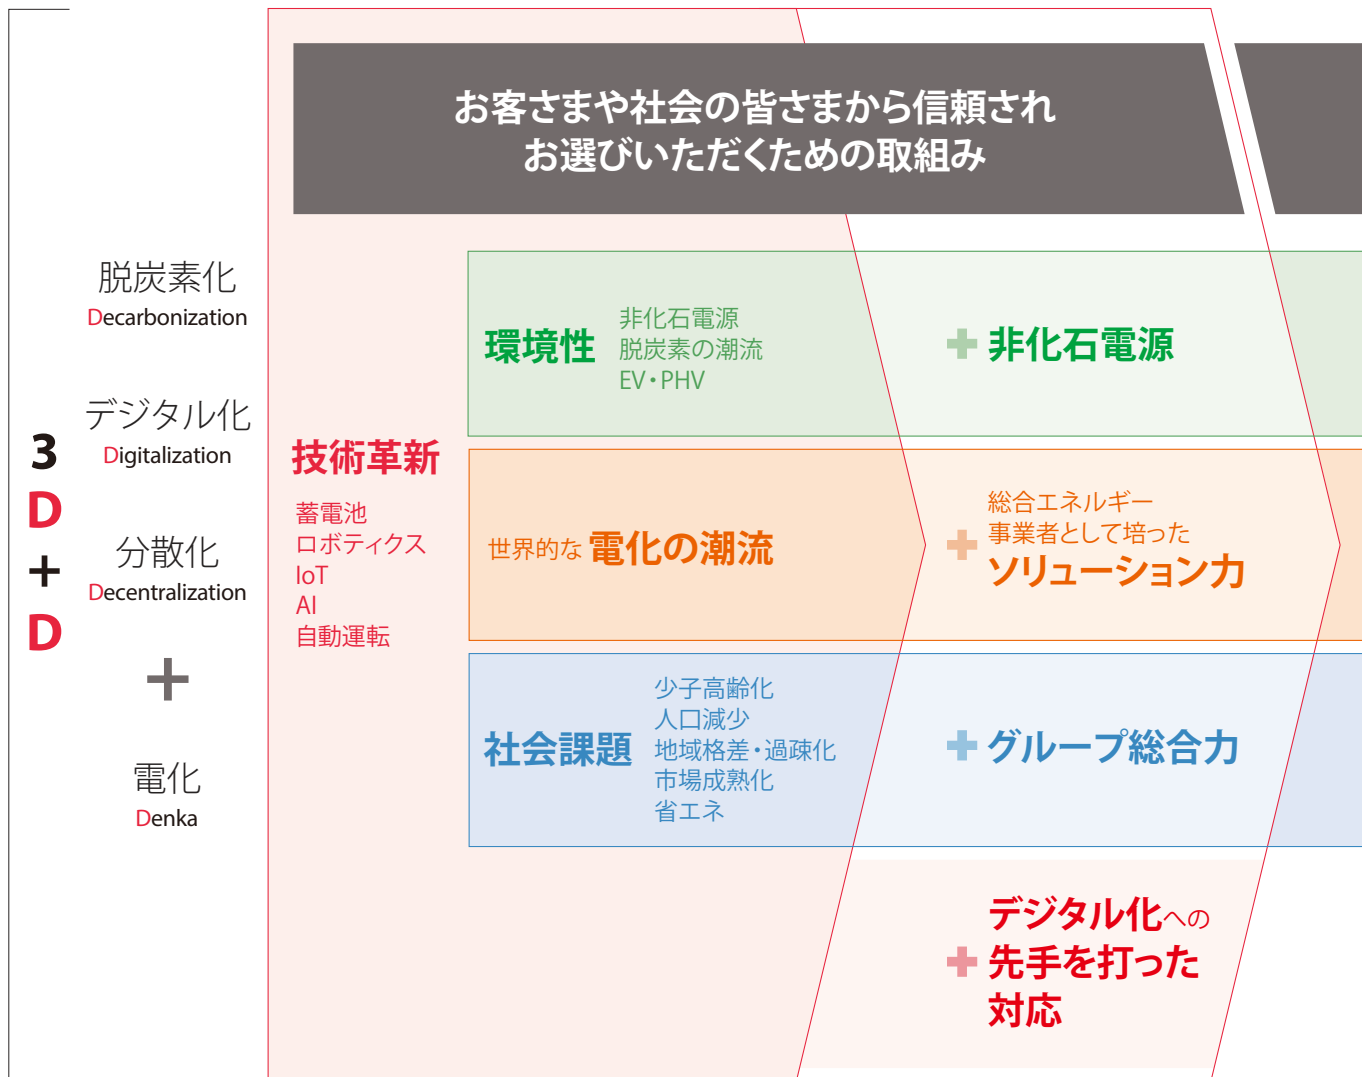 お客さまや社会の皆さまから信頼され
お選びいただくための取組み
3
D
+
D
脱炭素化
Decarbonization
デジタル化
Digitalization
分散化
Decentralization
+
電化
Denka
技術革新
蓄電池
ロボティクス
IoT
AI
自動運転
環境性
非化石電源
脱炭素の潮流
EV・PHV
+ 非化石電源
世界的な 電化の潮流
+ 総合エネルギー
事業者として培った
ソリューション力
社会課題
少子高齢化
人口減少
地域格差・過疎化
市場成熟化
省エネ
+ グループ総合力
デジタル化への
+ 先手を打った
対応